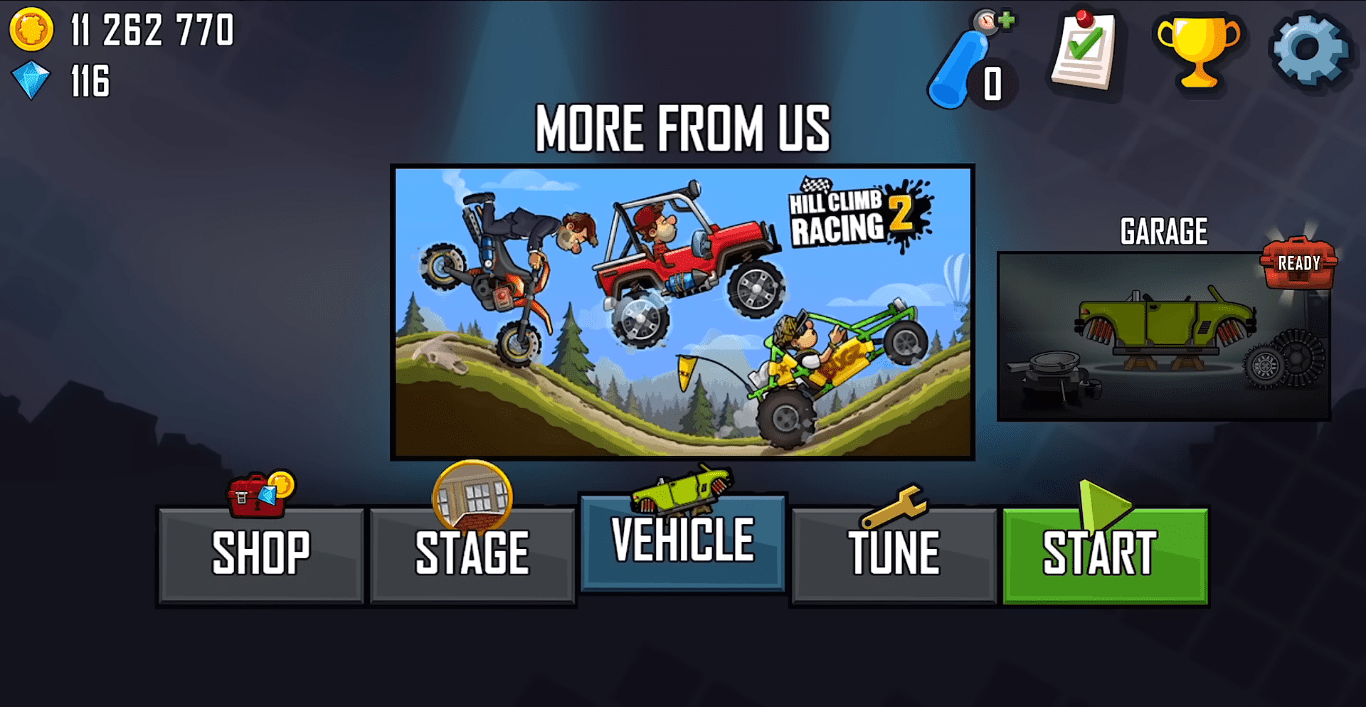 11 262 770
116
0
MORE FROM US
HILL CLIMB
RACING 2
GARAGE
READY
SHOP
STAGE
VEHICLE
TUNE
START